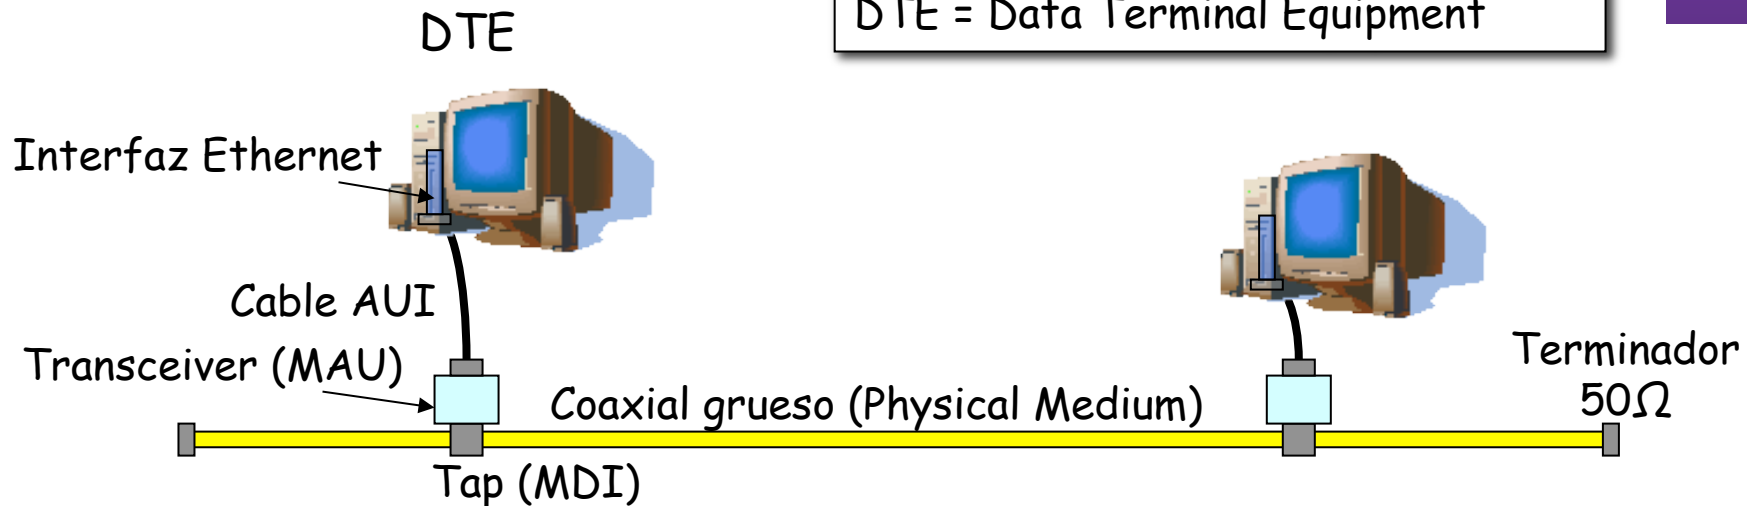 DTE = Data Terminal Equipment
DTE
Interfaz Ethernet
Cable AUI
Transceiver (MAU)
Coaxial grueso (Physical Medium)
Terminador
50Ω
Tap (MDI)